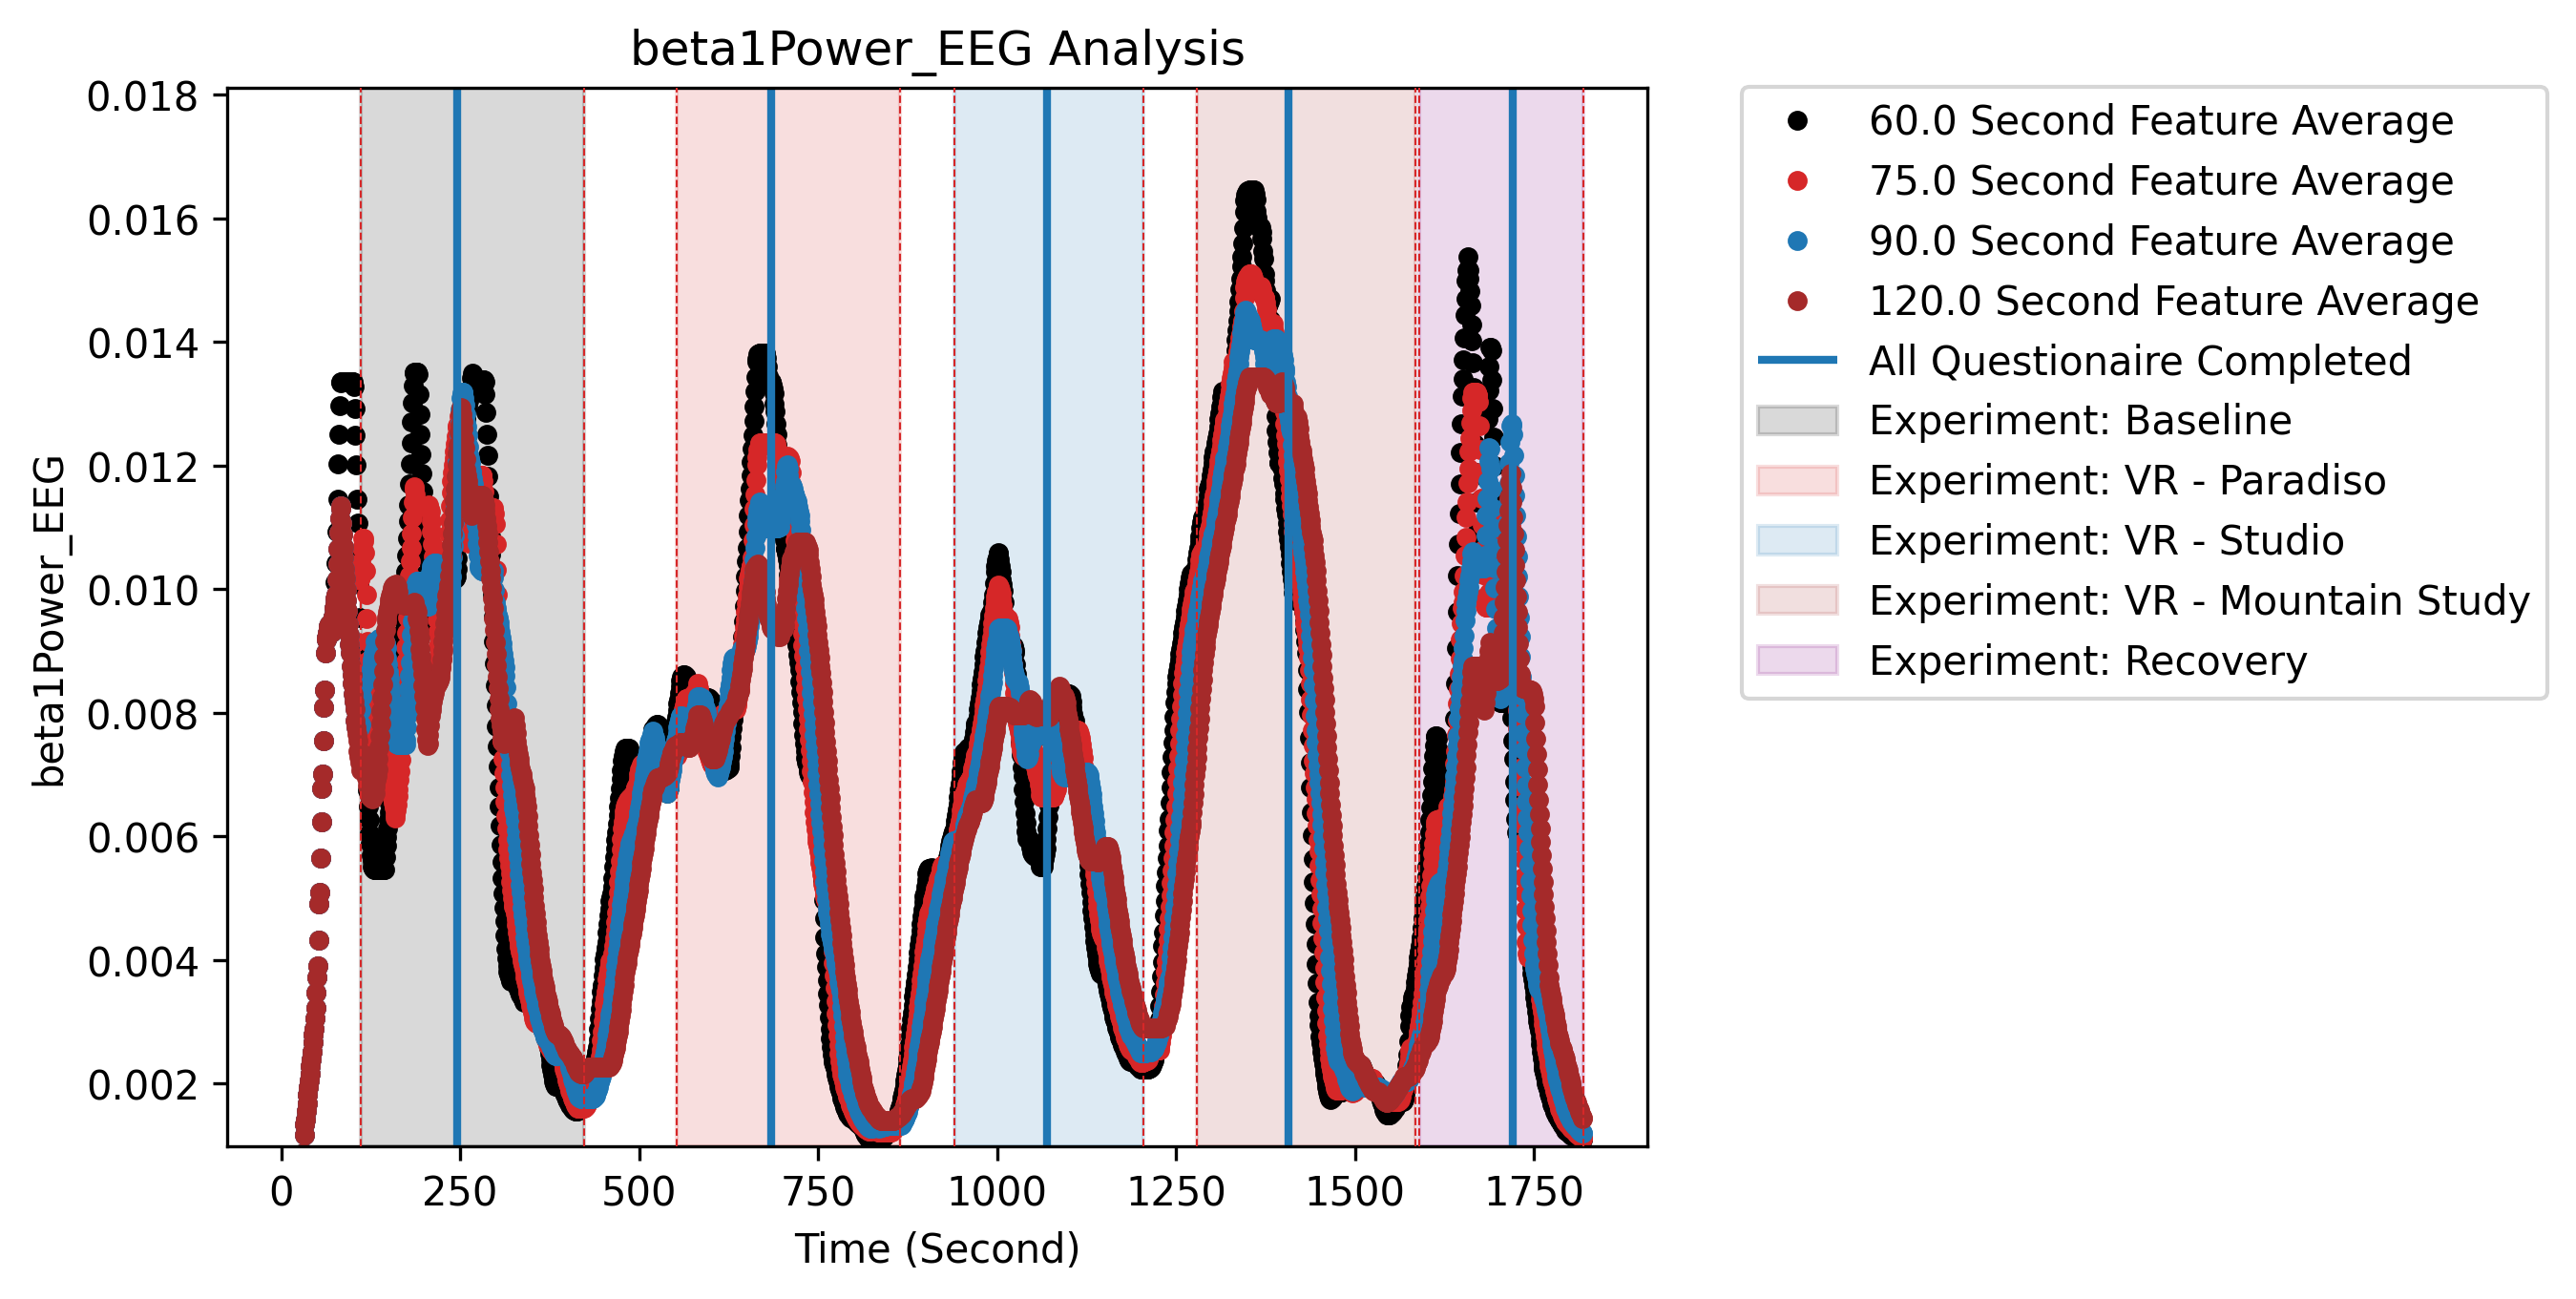 beta1Power_EEG Analysis
0.018
0.016
0.014
0.012
0.010
0.008
0.006
0.004
0.002
beta1Power_EEG
0 250 500 750 1000 1250 1500 1750
Time (Second)
60.0 Second Feature Average
75.0 Second Feature Average
90.0 Second Feature Average
120.0 Second Feature Average
All Questionaire Completed
Experiment: Baseline
Experiment: VR - Paradiso
Experiment: VR - Studio
Experiment: VR - Mountain Study
Experiment: Recovery